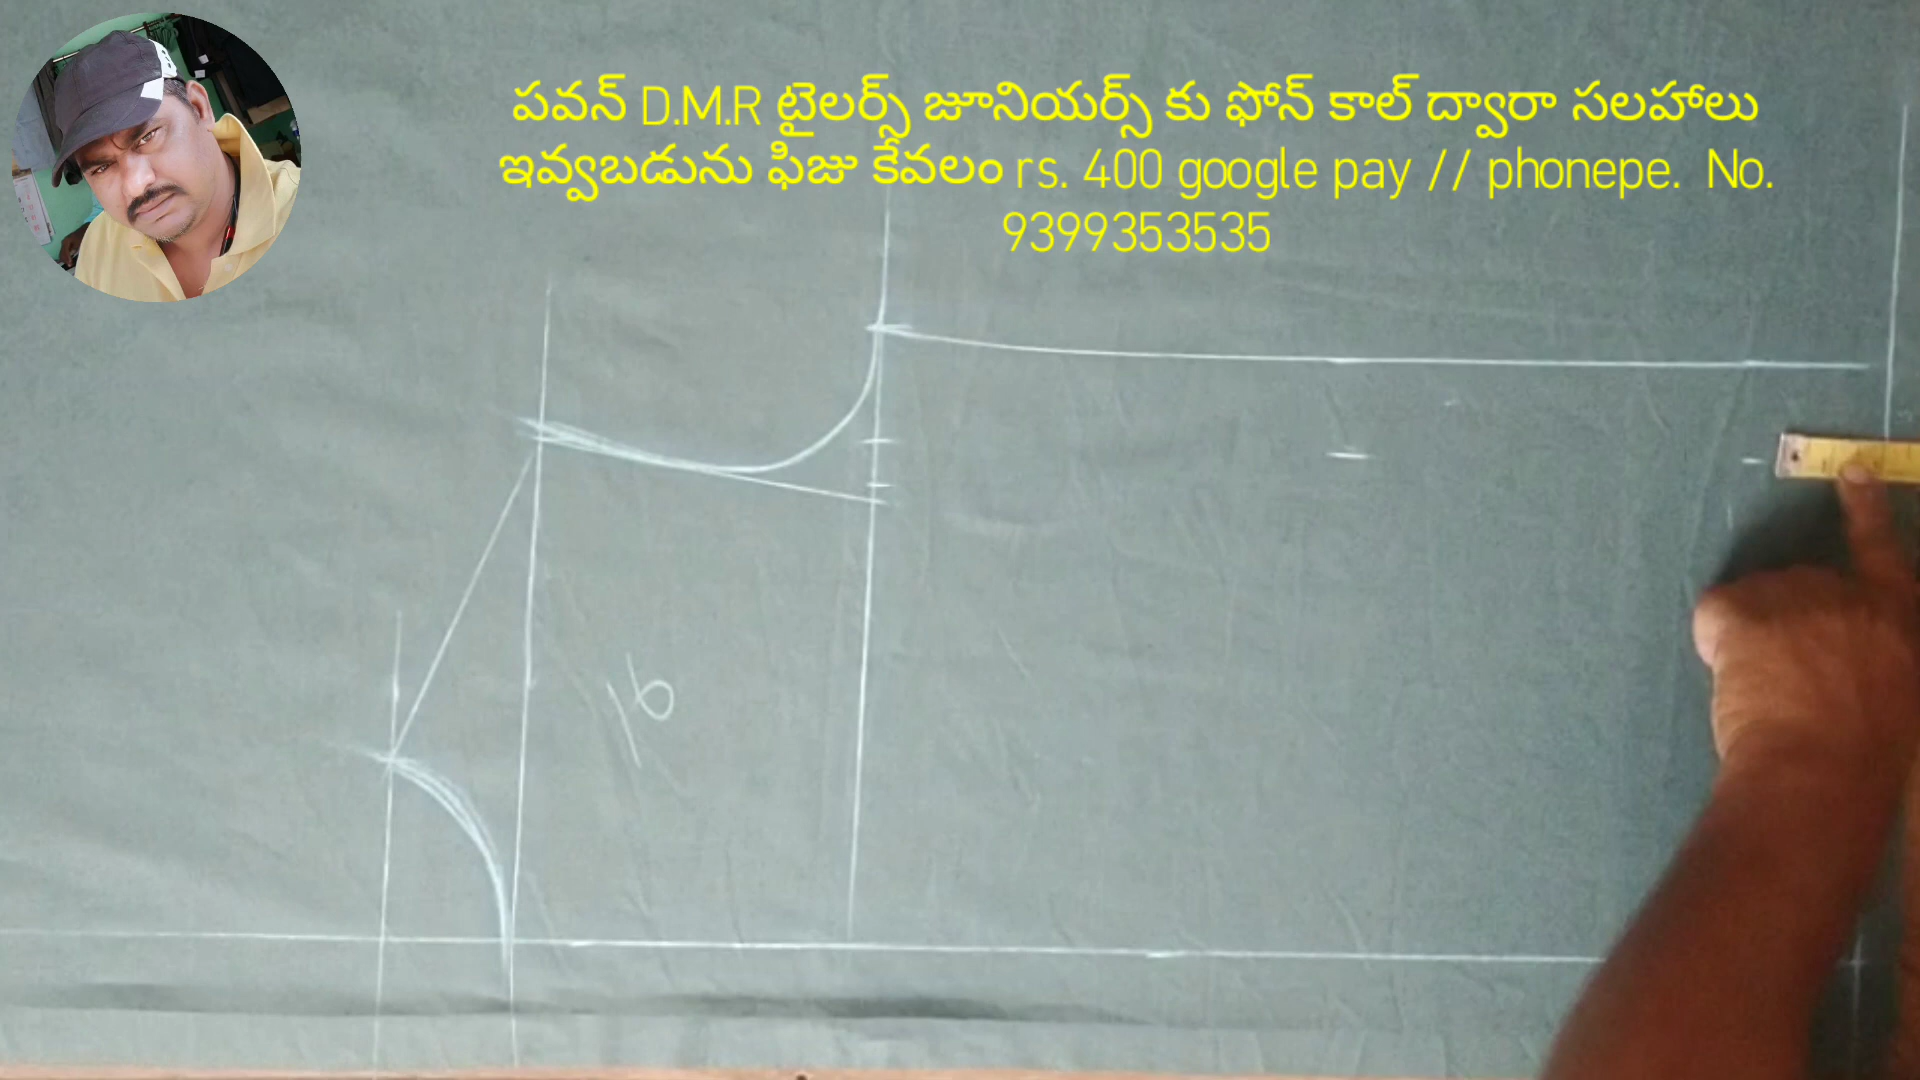 పవన్ D.M.R టైలర్స్ జూనియర్స్ కు ఫోన్ కాల్ ద్వారా సలహాలు
ఇవ్వబడును ఫిజు కేవలం rs. 400 google pay // phonepe. No.
9399353535
16